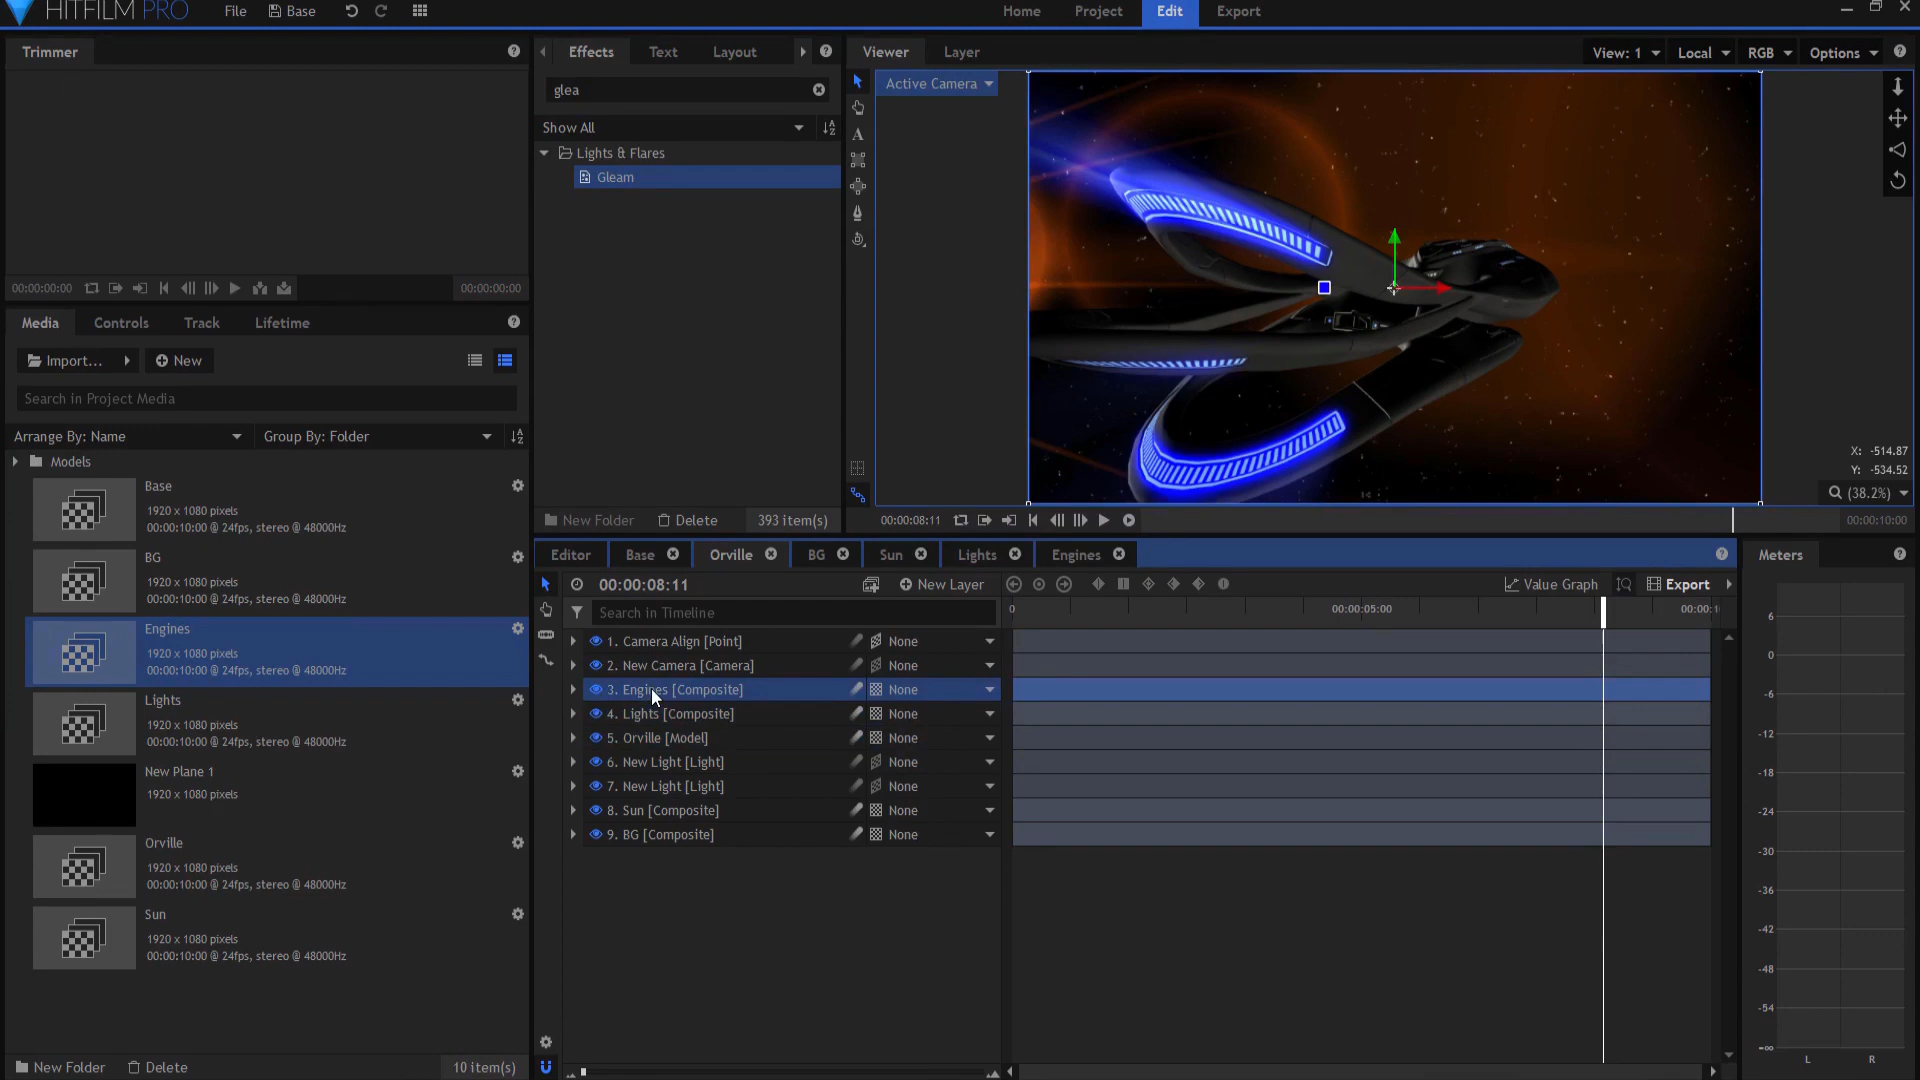 HITFILM PRO
File
Base
Home
Project
Edit
Export
Trimmer
Effects
Text
Layout
Viewer
Layer
View: 1
Local
RGB
Options
glea
Active Camera
Show All
Lights & Flares
Gleam
00:00:00:00
00:00:00:00
Media
Controls
Track
Lifetime
Import...
New
Search in Project Media
Arrange By: Name
Group By: Folder
Models
Base
1920 x 1080 pixels
00:00:10:00 @ 24fps, stereo @ 48000Hz
BG
1920 x 1080 pixels
00:00:10:00 @ 24fps, stereo @ 48000Hz
Engines
1920 x 1080 pixels
00:00:10:00 @ 24fps, stereo @ 48000Hz
Lights
1920 x 1080 pixels
00:00:10:00 @ 24fps, stereo @ 48000Hz
New Plane 1
1920 x 1080 pixels
Orville
1920 x 1080 pixels
00:00:10:00 @ 24fps, stereo @ 48000Hz
Sun
1920 x 1080 pixels
00:00:10:00 @ 24fps, stereo @ 48000Hz
New Folder
Delete
10 item(s)
New Folder
Delete
393 item(s)
X: -514.87
Y: -534.52
(38.2%)
00:00:08:11
00:00:10:00
Editor
Base
Orville
BG
Sun
Lights
Engines
00:00:08:11
New Layer
Value Graph
Export
Search in Timeline
0
00:00:05:00
00:00:1
1. Camera Align [Point]
None
2. New Camera [Camera]
None
3. Engines [Composite]
None
4. Lights [Composite]
None
5. Orville [Model]
None
6. New Light [Light]
None
7. New Light [Light]
None
8. Sun [Composite]
None
9. BG [Composite]
None
Meters
6
0
-6
-12
-18
-24
-30
-36
-42
-48
-54
-∞
L
R